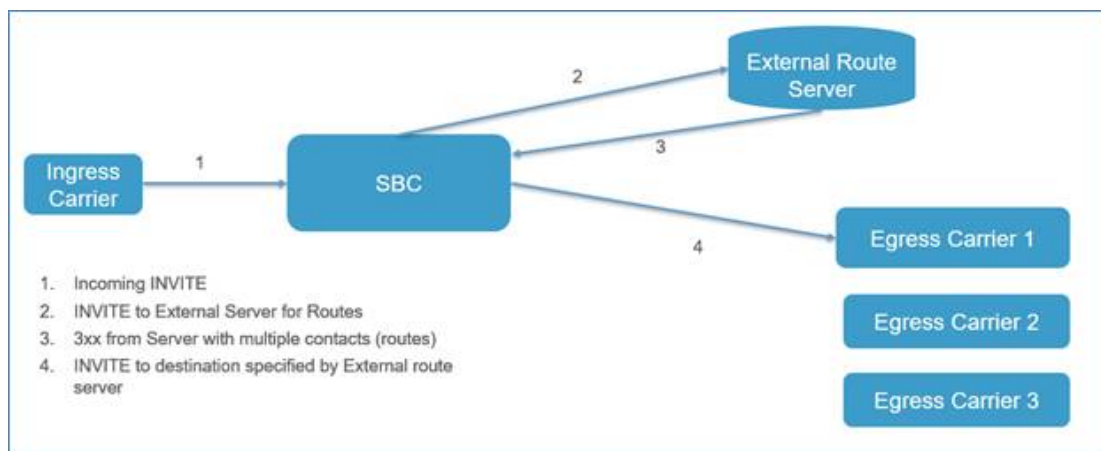 External Route
Server
2
3
1
Ingress
Carrier
SBC
4
Egress Carrier 1
Egress Carrier 2
Egress Carrier 3
1. Incoming INVITE
2. INVITE to External Server for Routes
3. 3xx from Server with multiple contacts (routes)
4. INVITE to destination specified by External route
server